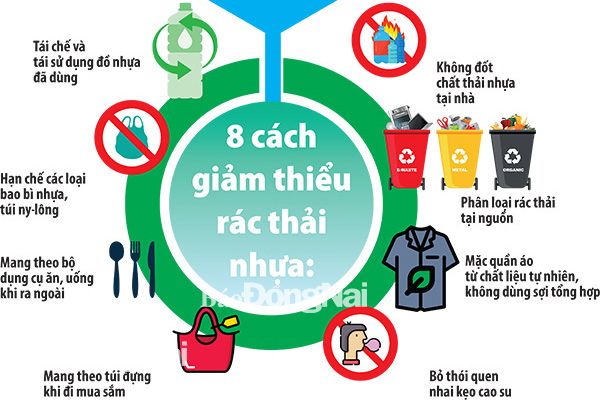 8 cách
giảm thiểu
rác thải
nhựa:
Báo ĐồngNai
Tái chế và
tái sử dụng đồ nhựa
đã dùng
Không đốt
chất thải nhựa
tại nhà
Hạn chế các loại
bao bì nhựa,
túi ny-lông
E-WASTE
METAL
ORGANIC
Phân loại rác thải
tại nguồn
Mang theo bộ
dụng cụ ăn, uống
khi ra ngoài
Mặc quần áo
từ chất liệu tự nhiên,
không dùng sợi tổng hợp
Mang theo túi đựng
khi đi mua sắm
Bỏ thói quen
nhai kẹo cao su